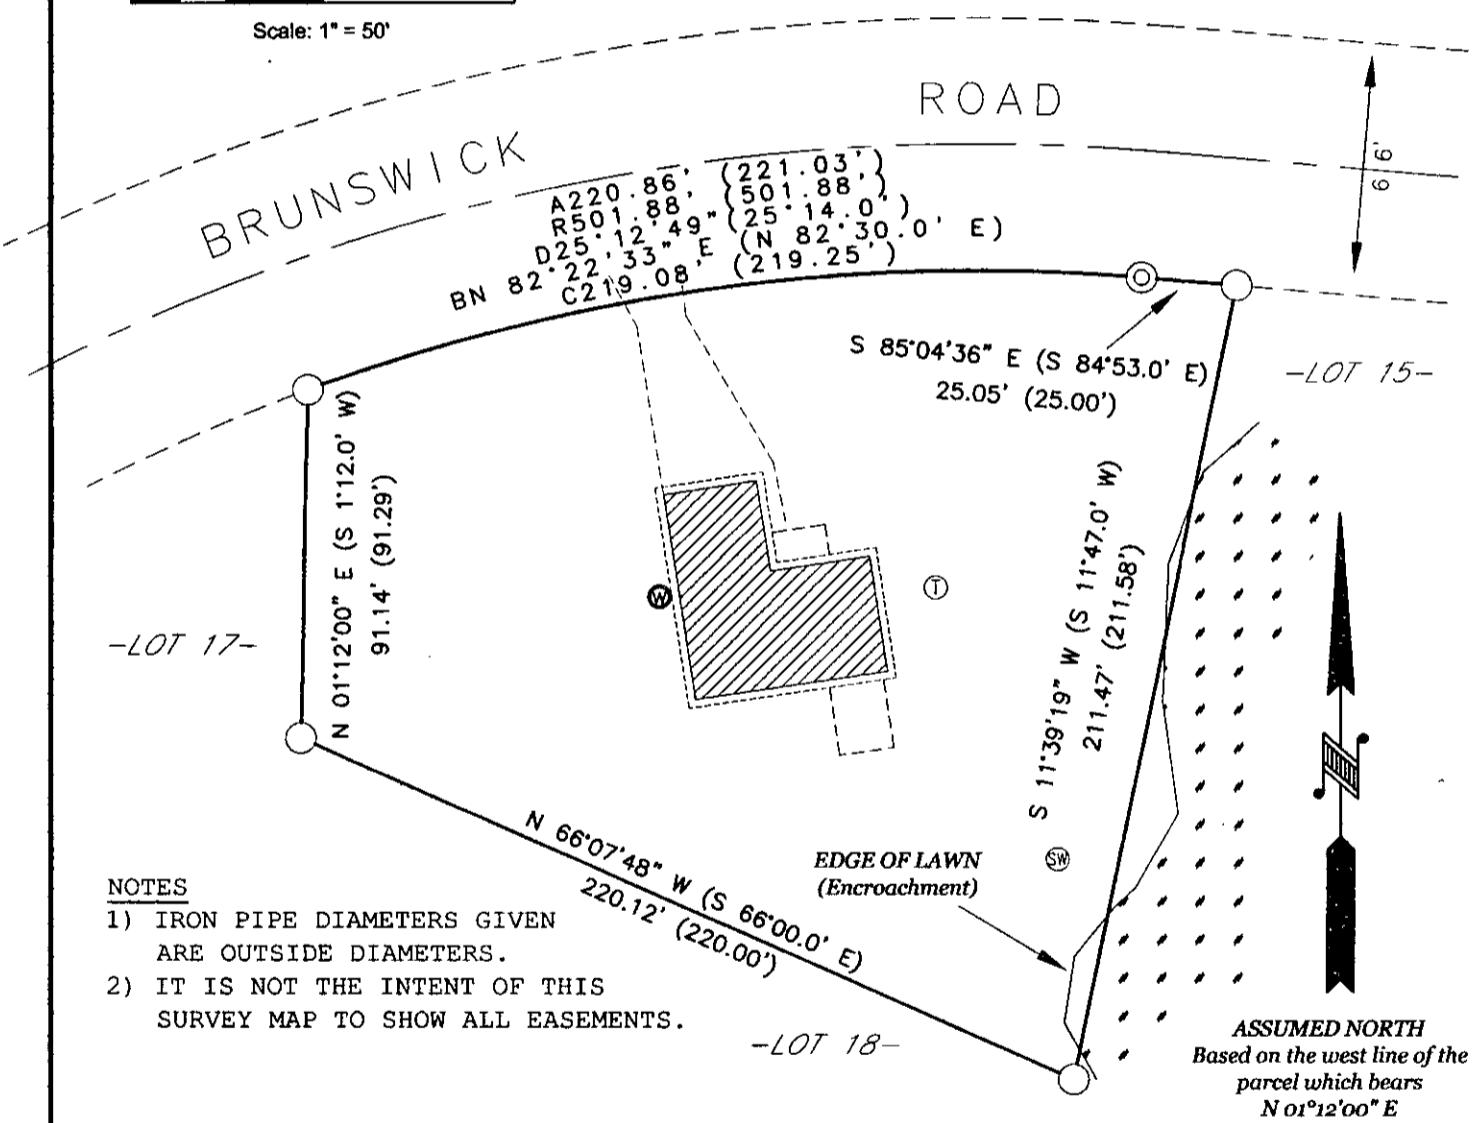 Scale: 1" = 50'
BRUNSWICK ROAD
A220.86' (221.03')
R501.88' (501.88')
D25°12'49" (25°14.0')
BN 82°22'33" E (N 82°30.0' E)
C219.08' (219.25')
66'
S 85°04'36" E (S 84°53.0' E)
25.05' (25.00')
-LOT 15-
N 01°12'00" E (S 1°12.0' W)
91.14' (91.29')
-LOT 17-
W
T
S 11°39'19" W (S 11°47.0' W)
211.47' (211.58')
N 66°07'48" W (S 66°00.0' E)
220.12' (220.00')
EDGE OF LAWN
(Encroachment)
SW
NOTES
1) IRON PIPE DIAMETERS GIVEN
ARE OUTSIDE DIAMETERS.
2) IT IS NOT THE INTENT OF THIS
SURVEY MAP TO SHOW ALL EASEMENTS.
-LOT 18-
N
ASSUMED NORTH
Based on the west line of the
parcel which bears
N 01°12'00" E